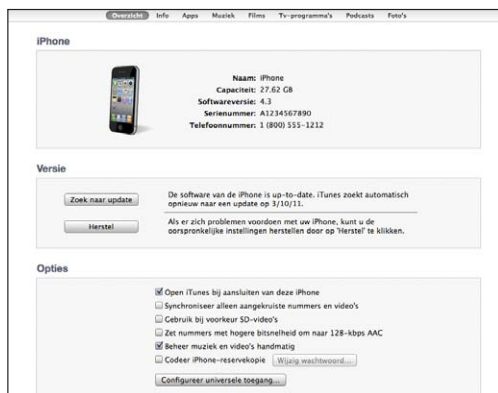 Overzicht Info Apps Muziek Films Tv-programma's Podcasts Foto's
iPhone
Naam: iPhone
Capaciteit: 27.62 GB
Softwareversie: 4.3
Serienummer: A1234567890
Telefoonnummer: 1 (800) 555-1212
Versie
Zoek naar update
De software van de iPhone is up-to-date. iTunes zoekt automatisch
opnieuw naar een update op 3/10/11.
Herstel
Als er zich problemen voordoen met uw iPhone, kunt u de
oorspronkelijke instellingen herstellen door op 'Herstel' te klikken.
Opties
Open iTunes bij aansluiten van deze iPhone
Synchroniseer alleen aangekruiste nummers en video's
Gebruik bij voorkeur SD-video's
Zet nummers met hogere bitsnelheid om naar 128-kbps AAC
Beheer muziek en video's handmatig
Codeer iPhone-reservekopie Wijzig wachtwoord...
Configureer universele toegang...